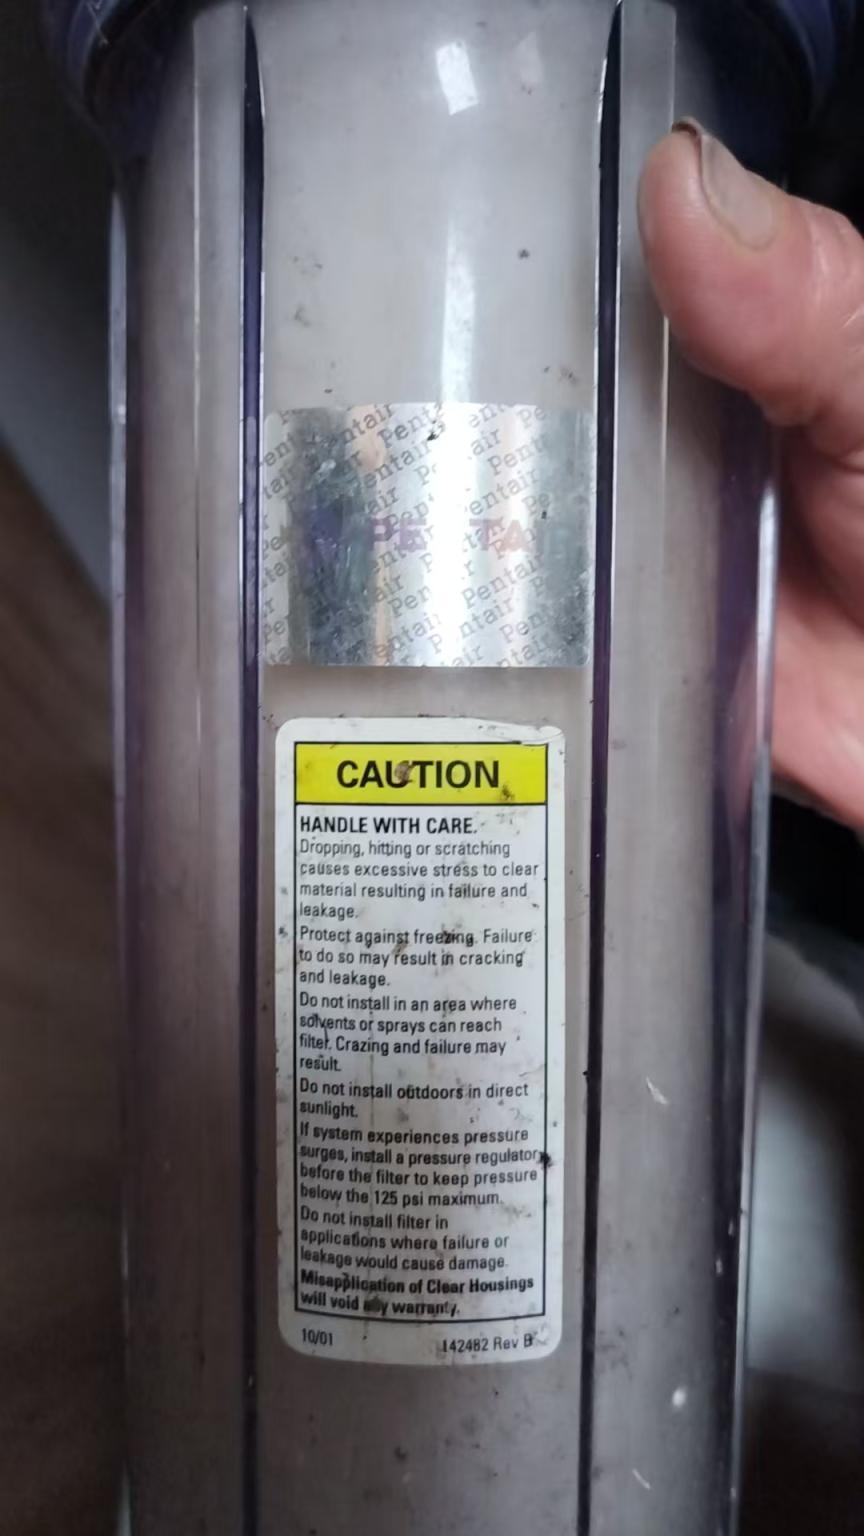 Pentair
PENTAIR
CAUTION
HANDLE WITH CARE.
Dropping, hitting or scratching
causes excessive stress to clear
material resulting in failure and
leakage.
Protect against freezing. Failure
to do so may result in cracking
and leakage.
Do not install in an area where
solvents or sprays can reach
filter. Crazing and failure may
result.
Do not install outdoors in direct
sunlight.
If system experiences pressure
surges, install a pressure regulator
before the filter to keep pressure
below the 125 psi maximum.
Do not install filter in
applications where failure or
leakage would cause damage.
Misapplication of Clear Housings
will void any warranty.
10/01 142482 Rev B